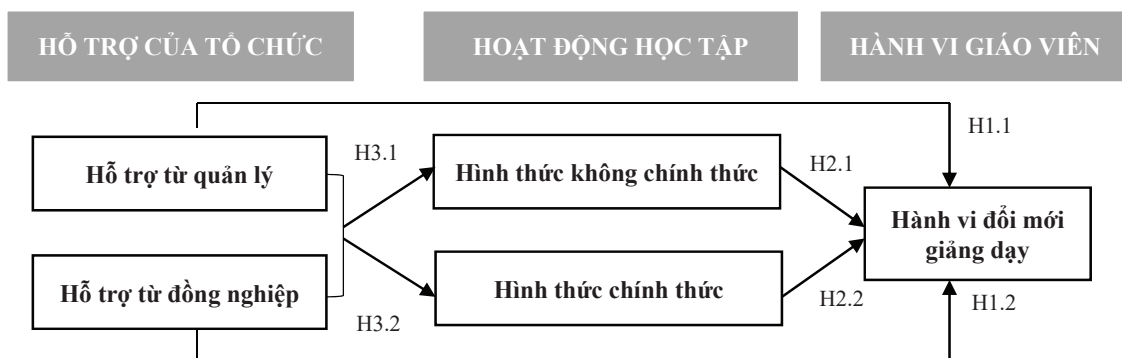 HỖ TRỢ CỦA TỔ CHỨC
HOẠT ĐỘNG HỌC TẬP
HÀNH VI GIÁO VIÊN
H1.1
Hỗ trợ từ quản lý
H3.1
Hình thức không chính thức
H2.1
Hành vi đổi mới
giảng dạy
Hỗ trợ từ đồng nghiệp
H3.2
Hình thức chính thức
H2.2
H1.2